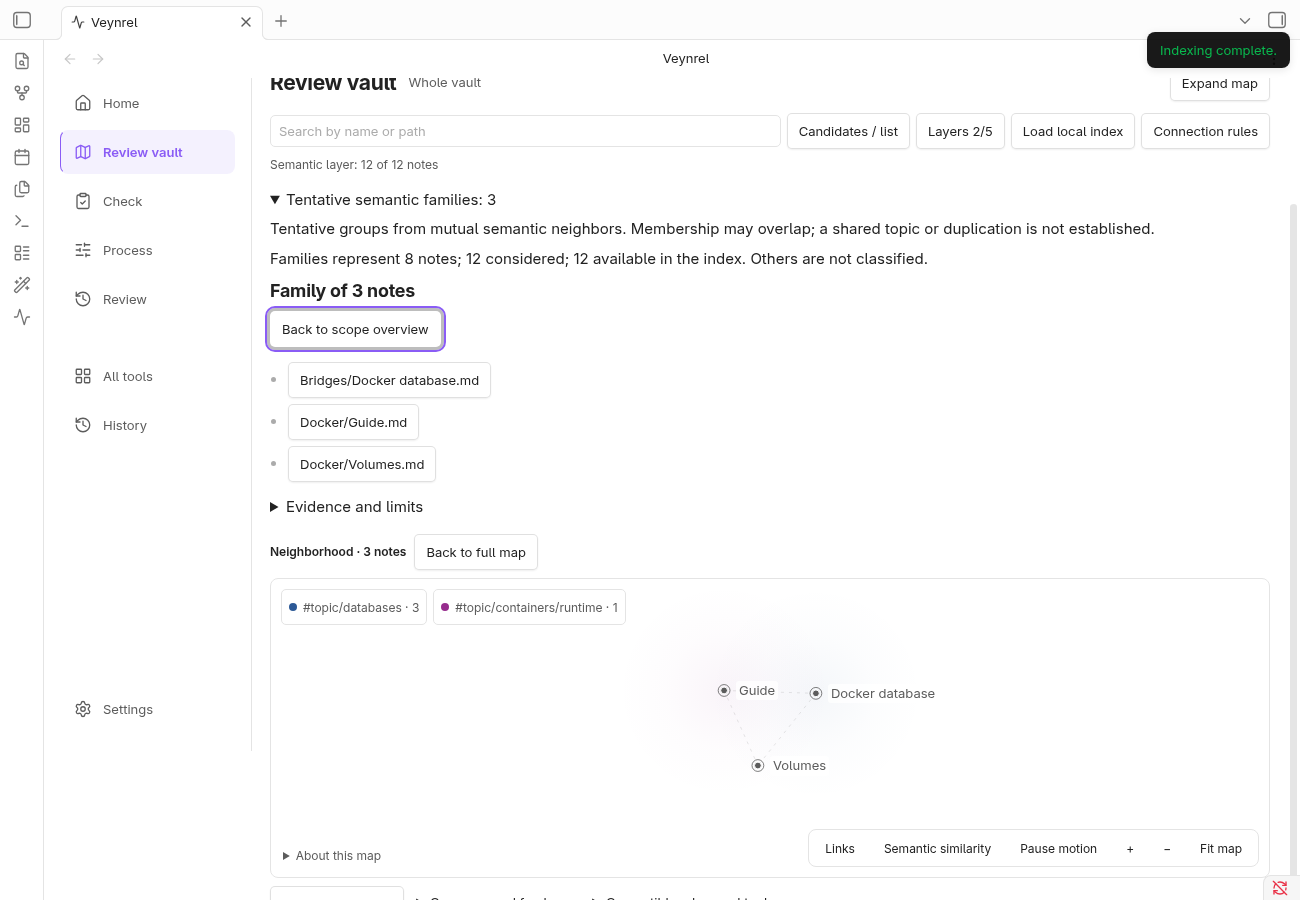 Veynrel
Veynrel
Indexing complete.
Home
Review vault
Check
Process
Review
All tools
History
Settings
Review vault Whole vault
Expand map
Search by name or path
Candidates / list
Layers 2/5
Load local index
Connection rules
Semantic layer: 12 of 12 notes
▼ Tentative semantic families: 3
Tentative groups from mutual semantic neighbors. Membership may overlap; a shared topic or duplication is not established.
Families represent 8 notes; 12 considered; 12 available in the index. Others are not classified.
Family of 3 notes
Back to scope overview
• Bridges/Docker database.md
• Docker/Guide.md
• Docker/Volumes.md
▶ Evidence and limits
Neighborhood · 3 notes
Back to full map
#topic/databases · 3
#topic/containers/runtime · 1
Guide
Docker database
Volumes
▶ About this map
Links
Semantic similarity
Pause motion
+
−
Fit map